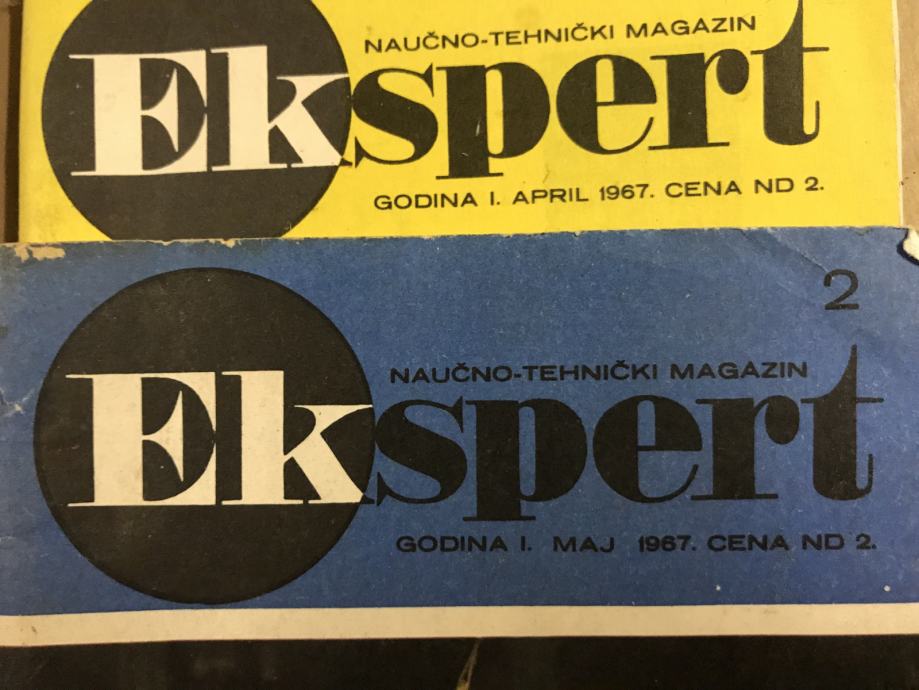 NAUČNO-TEHNIČKI MAGAZIN
Ekspert
GODINA I. APRIL 1967. CENA ND 2.
2
NAUČNO-TEHNIČKI MAGAZIN
Ekspert
GODINA I. MAJ 1967. CENA ND 2.